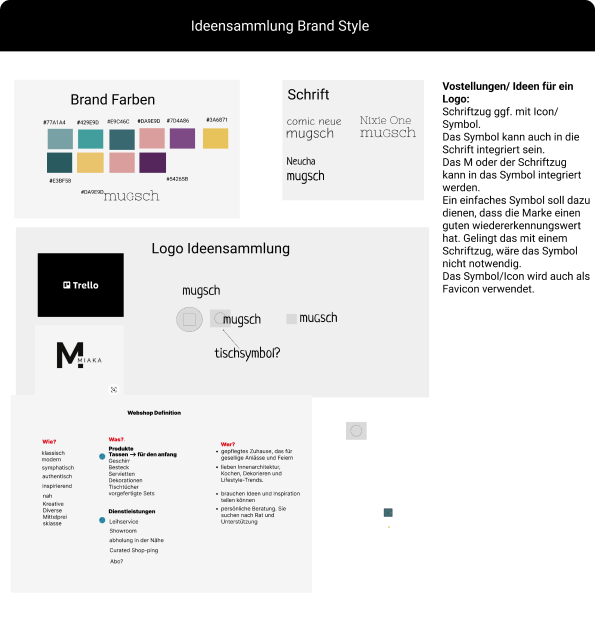 Ideensammlung Brand Style
Brand Farben
#77A1A4 #429E9D #E9C46C #DA9E9D #7D4A86 #3A6871
#E3BF58
#DA9E9D
#54265B
mugsch
Schrift
comic neue
mugsch
Nixie One
mugsch
Neucha
mugsch
Vostellungen/ Ideen für ein
Logo:
Schriftzug ggf. mit Icon/
Symbol.
Das Symbol kann auch in die
Schrift integriert sein.
Das M oder der Schriftzug
kann in das Symbol integriert
werden.
Ein einfaches Symbol soll dazu
dienen, dass die Marke einen
guten wiedererkennungswert
hat. Gelingt das mit einem
Schriftzug, wäre das Symbol
nicht notwendig.
Das Symbol/Icon wird auch als
Favicon verwendet.
Logo Ideensammlung
Trello
M
MIAKA
mugsch
mugsch
mugsch
tischsymbol?
Webshop Definition
Wie?
klassisch
modern
symphatisch
authentisch
inspirierend
nah
Kreative
Diverse
Mittelprei
sklasse
Was?
Produkte
Tassen -> für den anfang
Geschirr
Besteck
Servietten
Dekorationen
Tischtücher
vorgefertigte Sets
Dienstleistungen
Leihservice
Showroom
abholung in der Nähe
Curated Shop-ping
Abo?
Wer?
• gepflegtes Zuhause, das für
gesellige Anlässe und Feiern
• lieben Innenarchitektur,
Kochen, Dekorieren und
Lifestyle-Trends.
• brauchen Ideen und inspiration
teilen können
• persönliche Beratung, Sie
suchen nach Rat und
Unterstützung